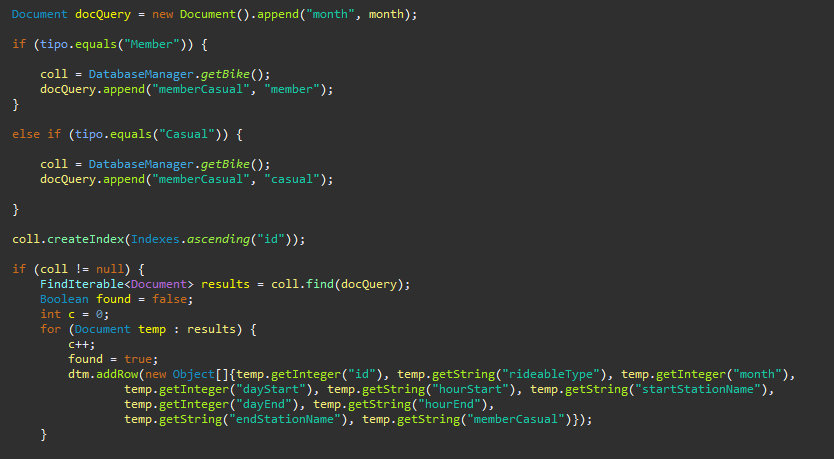 Document docQuery = new Document().append("month", month);
if (tipo.equals("Member")) {
coll = DatabaseManager.getBike();
docQuery.append("memberCasual", "member");
}
else if (tipo.equals("Casual")) {
coll = DatabaseManager.getBike();
docQuery.append("memberCasual", "casual");
}
coll.createIndex(Indexes.ascending("id"));
if (coll != null) {
FindIterable<Document> results = coll.find(docQuery);
Boolean found = false;
int c = 0;
for (Document temp : results) {
c++;
found = true;
dtm.addRow(new Object[]{temp.getInteger("id"), temp.getString("rideableType"), temp.getInteger("month"),
temp.getInteger("dayStart"), temp.getString("hourStart"), temp.getString("startStationName"),
temp.getInteger("dayEnd"), temp.getString("hourEnd"),
temp.getString("endStationName"), temp.getString("memberCasual")});
}